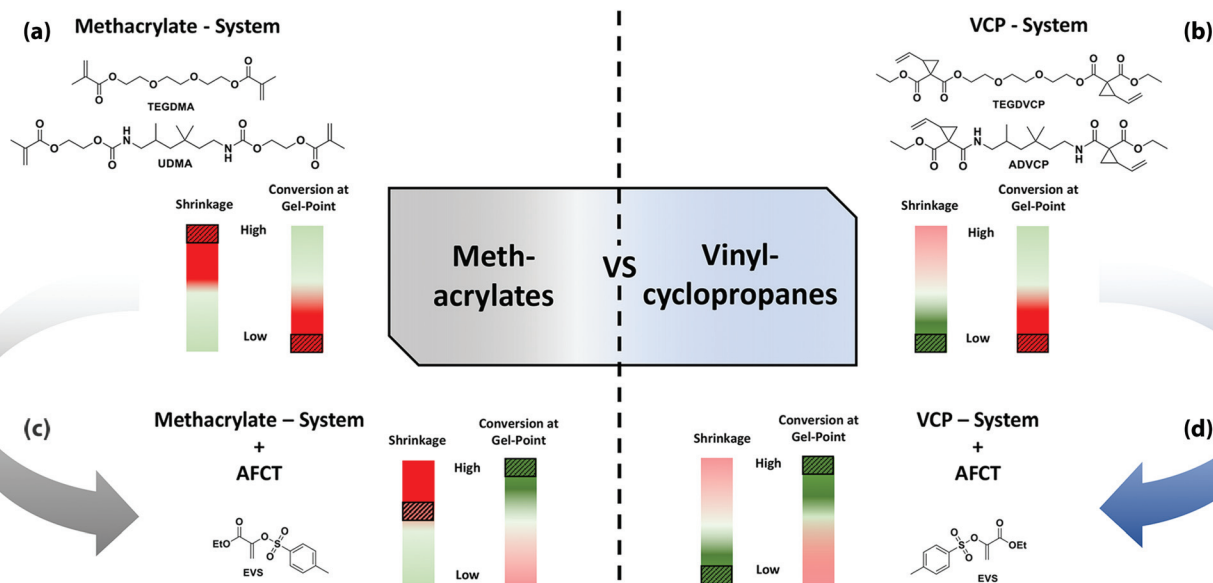 (a)
Methacrylate - System
O
O
O
O
O
O
TEGDMA
O
O
O
O
H
N
N
H
O
O
O
O
UDMA
Shrinkage
Conversion at
Gel-Point
High
Low
VCP - System
(b)
O
O
O
O
O
O
O
O
O
O
TEGDVCP
O
O
O
H
N
N
H
O
O
O
ADVCP
Shrinkage
Conversion at
Gel-Point
High
Low
Meth-
acrylates
VS
Vinyl-
cyclopropanes
(c)
Methacrylate – System
+
AFCT
EtO
O
O
O
S
O
EVS
Shrinkage
Conversion at
Gel-Point
High
Low
Shrinkage
Conversion at
Gel-Point
High
Low
VCP – System
+
AFCT
(d)
O
S
O
O
O
OEt
EVS